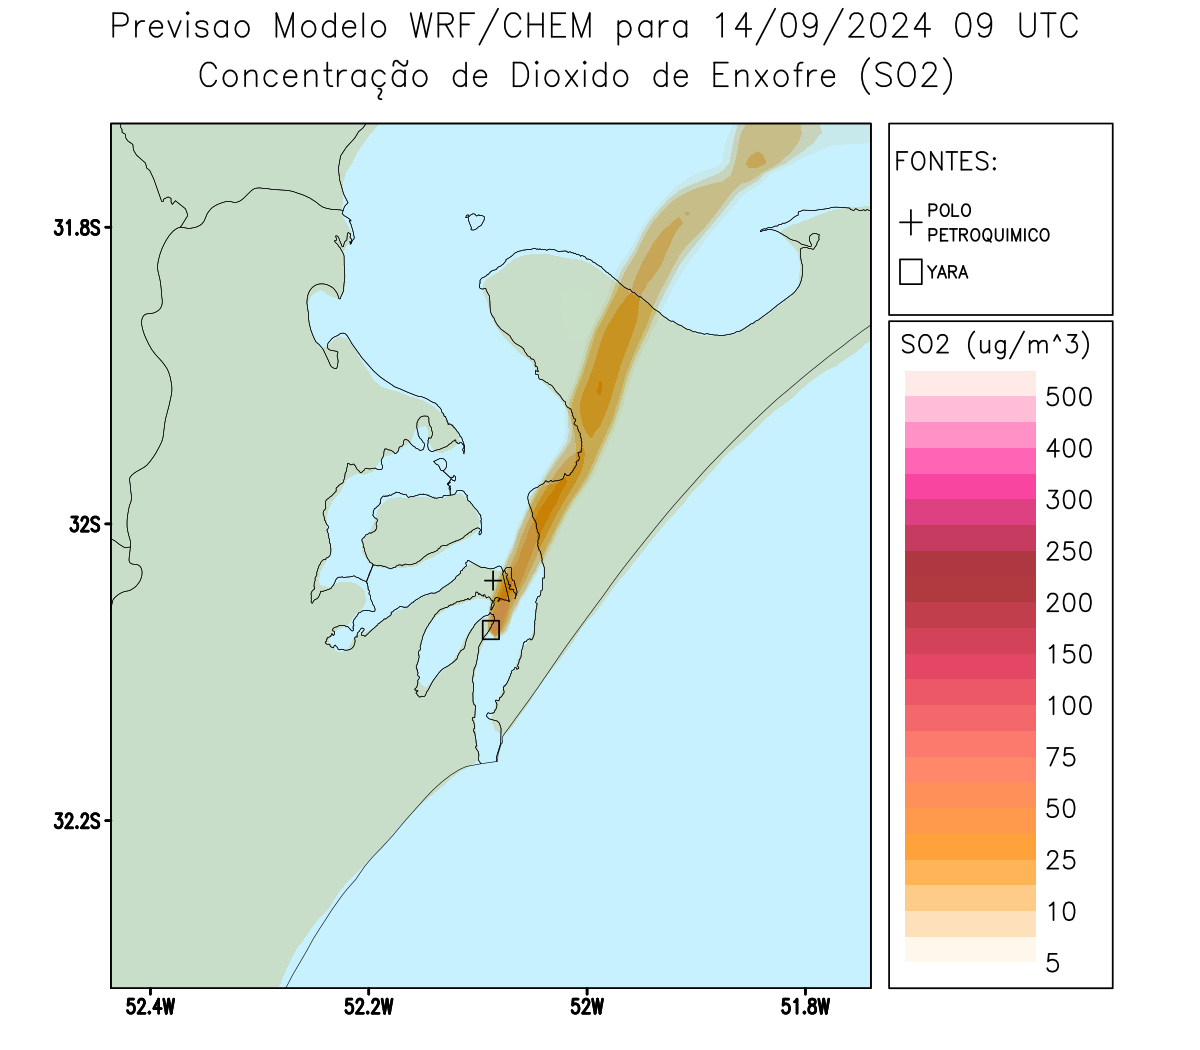 Previsao Modelo WRF/CHEM para 14/09/2024 09 UTC
Concentração de Dioxido de Enxofre (SO2)
FONTES:
POLO
PETROQUIMICO
YARA
SO2 (ug/m^3)
500
400
300
250
200
150
100
75
50
25
10
5
31.8S
32S
32.2S
52.4W
52.2W
52W
51.8W